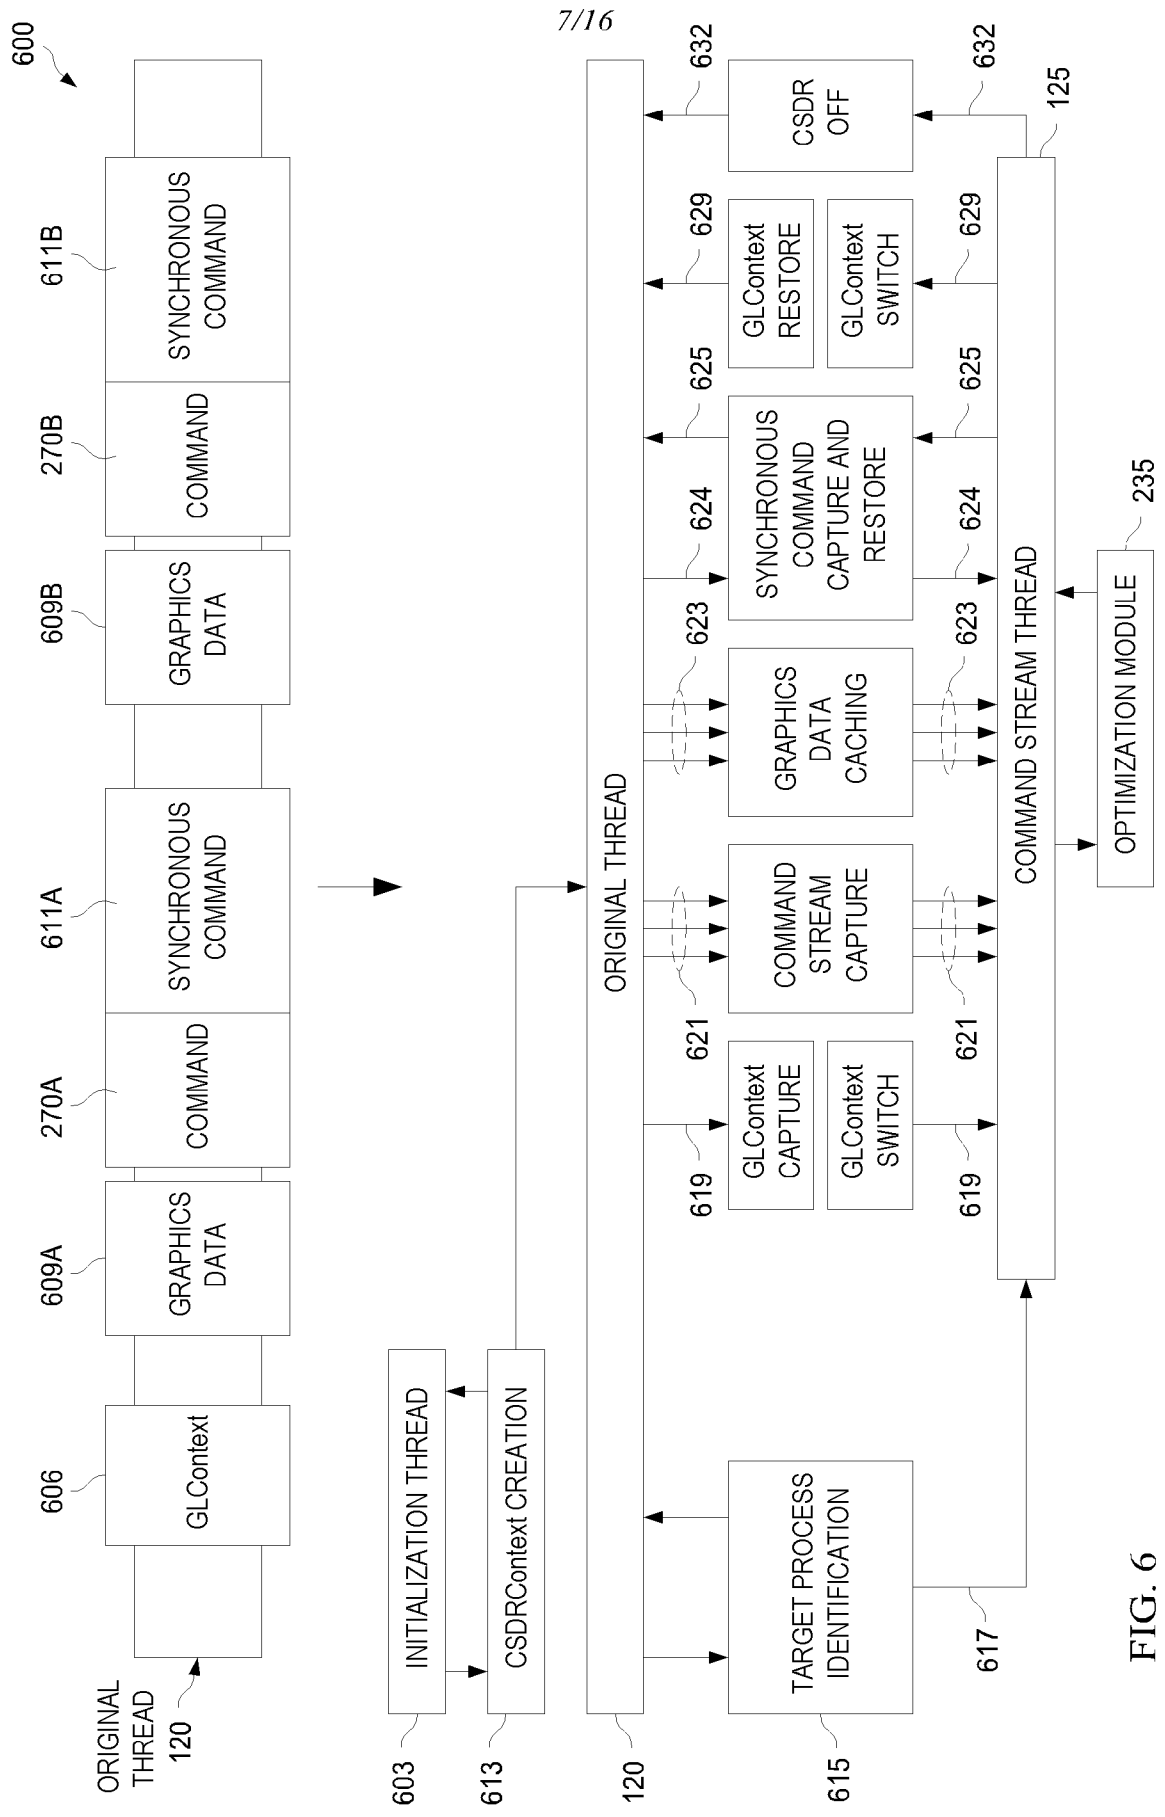 7/16
600
ORIGINAL
THREAD
120
606
GLContext
609A
GRAPHICS
DATA
270A
COMMAND
611A
SYNCHRONOUS
COMMAND
609B
GRAPHICS
DATA
270B
COMMAND
611B
SYNCHRONOUS
COMMAND
603
INITIALIZATION THREAD
613
CSDRContext CREATION
120
ORIGINAL THREAD
615
TARGET PROCESS
IDENTIFICATION
617
619
GLContext
CAPTURE
GLContext
SWITCH
619
621
COMMAND
STREAM
CAPTURE
621
623
GRAPHICS
DATA
CACHING
623
624
625
SYNCHRONOUS
COMMAND
CAPTURE AND
RESTORE
624
625
629
GLContext
RESTORE
GLContext
SWITCH
629
632
CSDR
OFF
632
125
COMMAND STREAM THREAD
235
OPTIMIZATION MODULE
FIG. 6